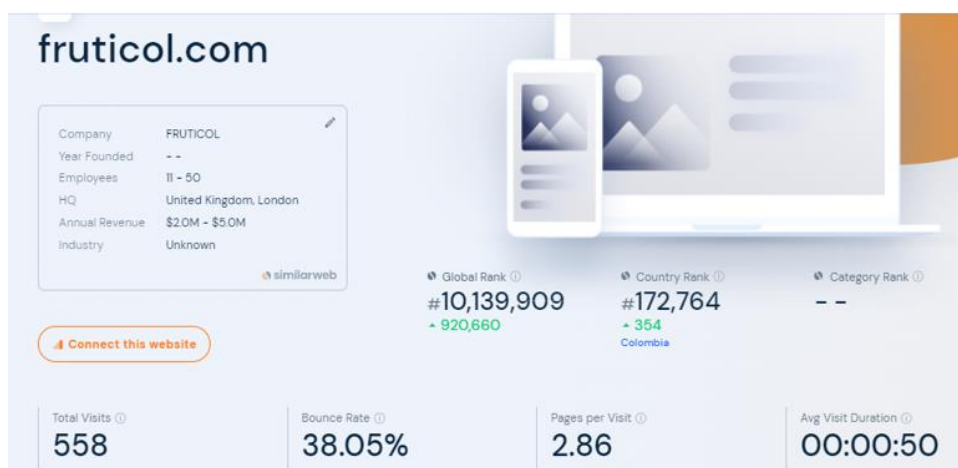 fruticol.com
Company FRUTICOL
Year Founded - -
Employees 11 - 50
HQ United Kingdom, London
Annual Revenue $2.0M - $5.0M
Industry Unknown
similarweb
Connect this website
Global Rank
#10,139,909
920,660
Country Rank
#172,764
354
Colombia
Category Rank
- -
Total Visits
558
Bounce Rate
38.05%
Pages per Visit
2.86
Avg Visit Duration
00:00:50